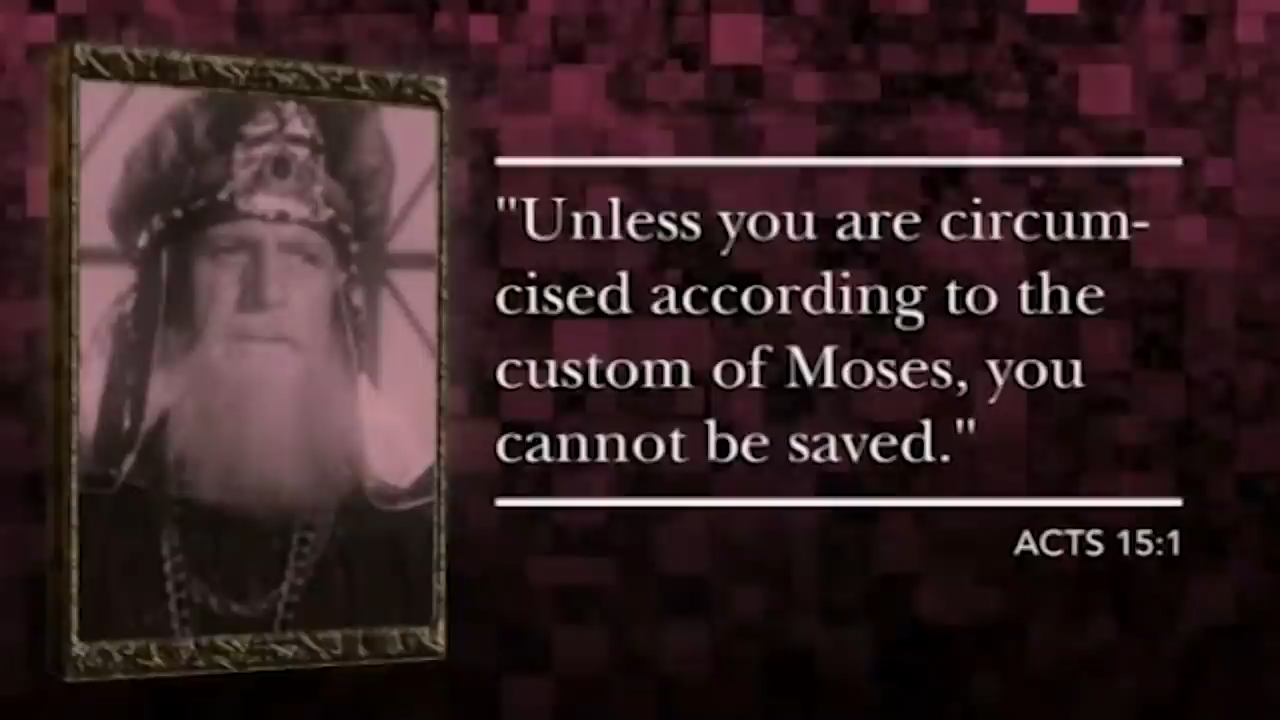 "Unless you are circum-
cised according to the
custom of Moses, you
cannot be saved."
ACTS 15:1